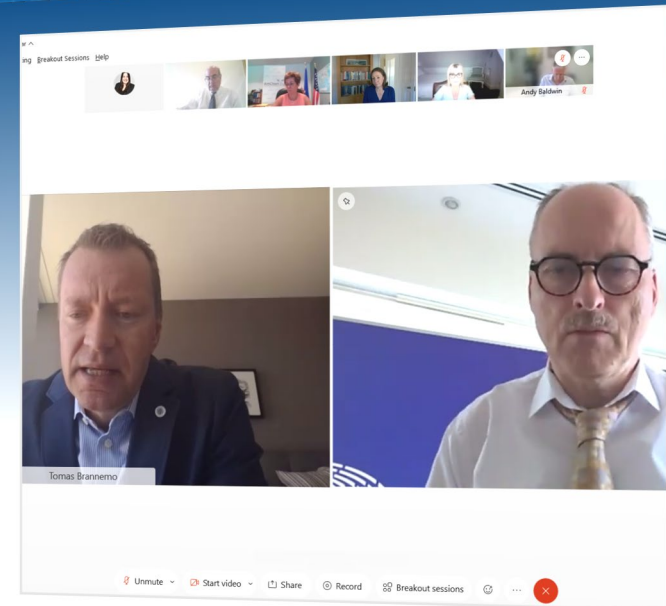 ing Breakout Sessions Help
Andy Baldwin
Tomas Brannemo
Unmute
Start video
Share
Record
Breakout sessions